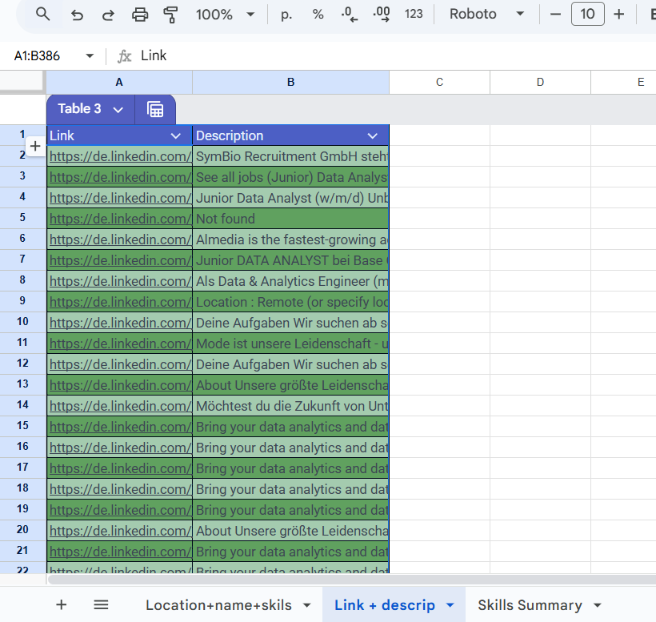 100% р. % .0 .00 123 Roboto 10
A1:B386 fx Link
A B C D E
Table 3
1 Link Description
2 https://de.linkedin.com/ SymBio Recruitment GmbH steht
3 https://de.linkedin.com/ See all jobs (Junior) Data Analys
4 https://de.linkedin.com/ Junior Data Analyst (w/m/d) Unb
5 https://de.linkedin.com/ Not found
6 https://de.linkedin.com/ Almedia is the fastest-growing a
7 https://de.linkedin.com/ Junior DATA ANALYST bei Base
8 https://de.linkedin.com/ Als Data & Analytics Engineer (m
9 https://de.linkedin.com/ Location : Remote (or specify loc
10 https://de.linkedin.com/ Deine Aufgaben Wir suchen ab s
11 https://de.linkedin.com/ Mode ist unsere Leidenschaft - u
12 https://de.linkedin.com/ Deine Aufgaben Wir suchen ab s
13 https://de.linkedin.com/ About Unsere größte Leidenscha
14 https://de.linkedin.com/ Möchtest du die Zukunft von Unt
15 https://de.linkedin.com/ Bring your data analytics and dat
16 https://de.linkedin.com/ Bring your data analytics and dat
17 https://de.linkedin.com/ Bring your data analytics and dat
18 https://de.linkedin.com/ Bring your data analytics and dat
19 https://de.linkedin.com/ Bring your data analytics and dat
20 https://de.linkedin.com/ About Unsere größte Leidenscha
21 https://de.linkedin.com/ Bring your data analytics and dat
22 https://de.linkedin.com/ Bring your data analytics and dat
Location+name+skils Link + descrip Skills Summary